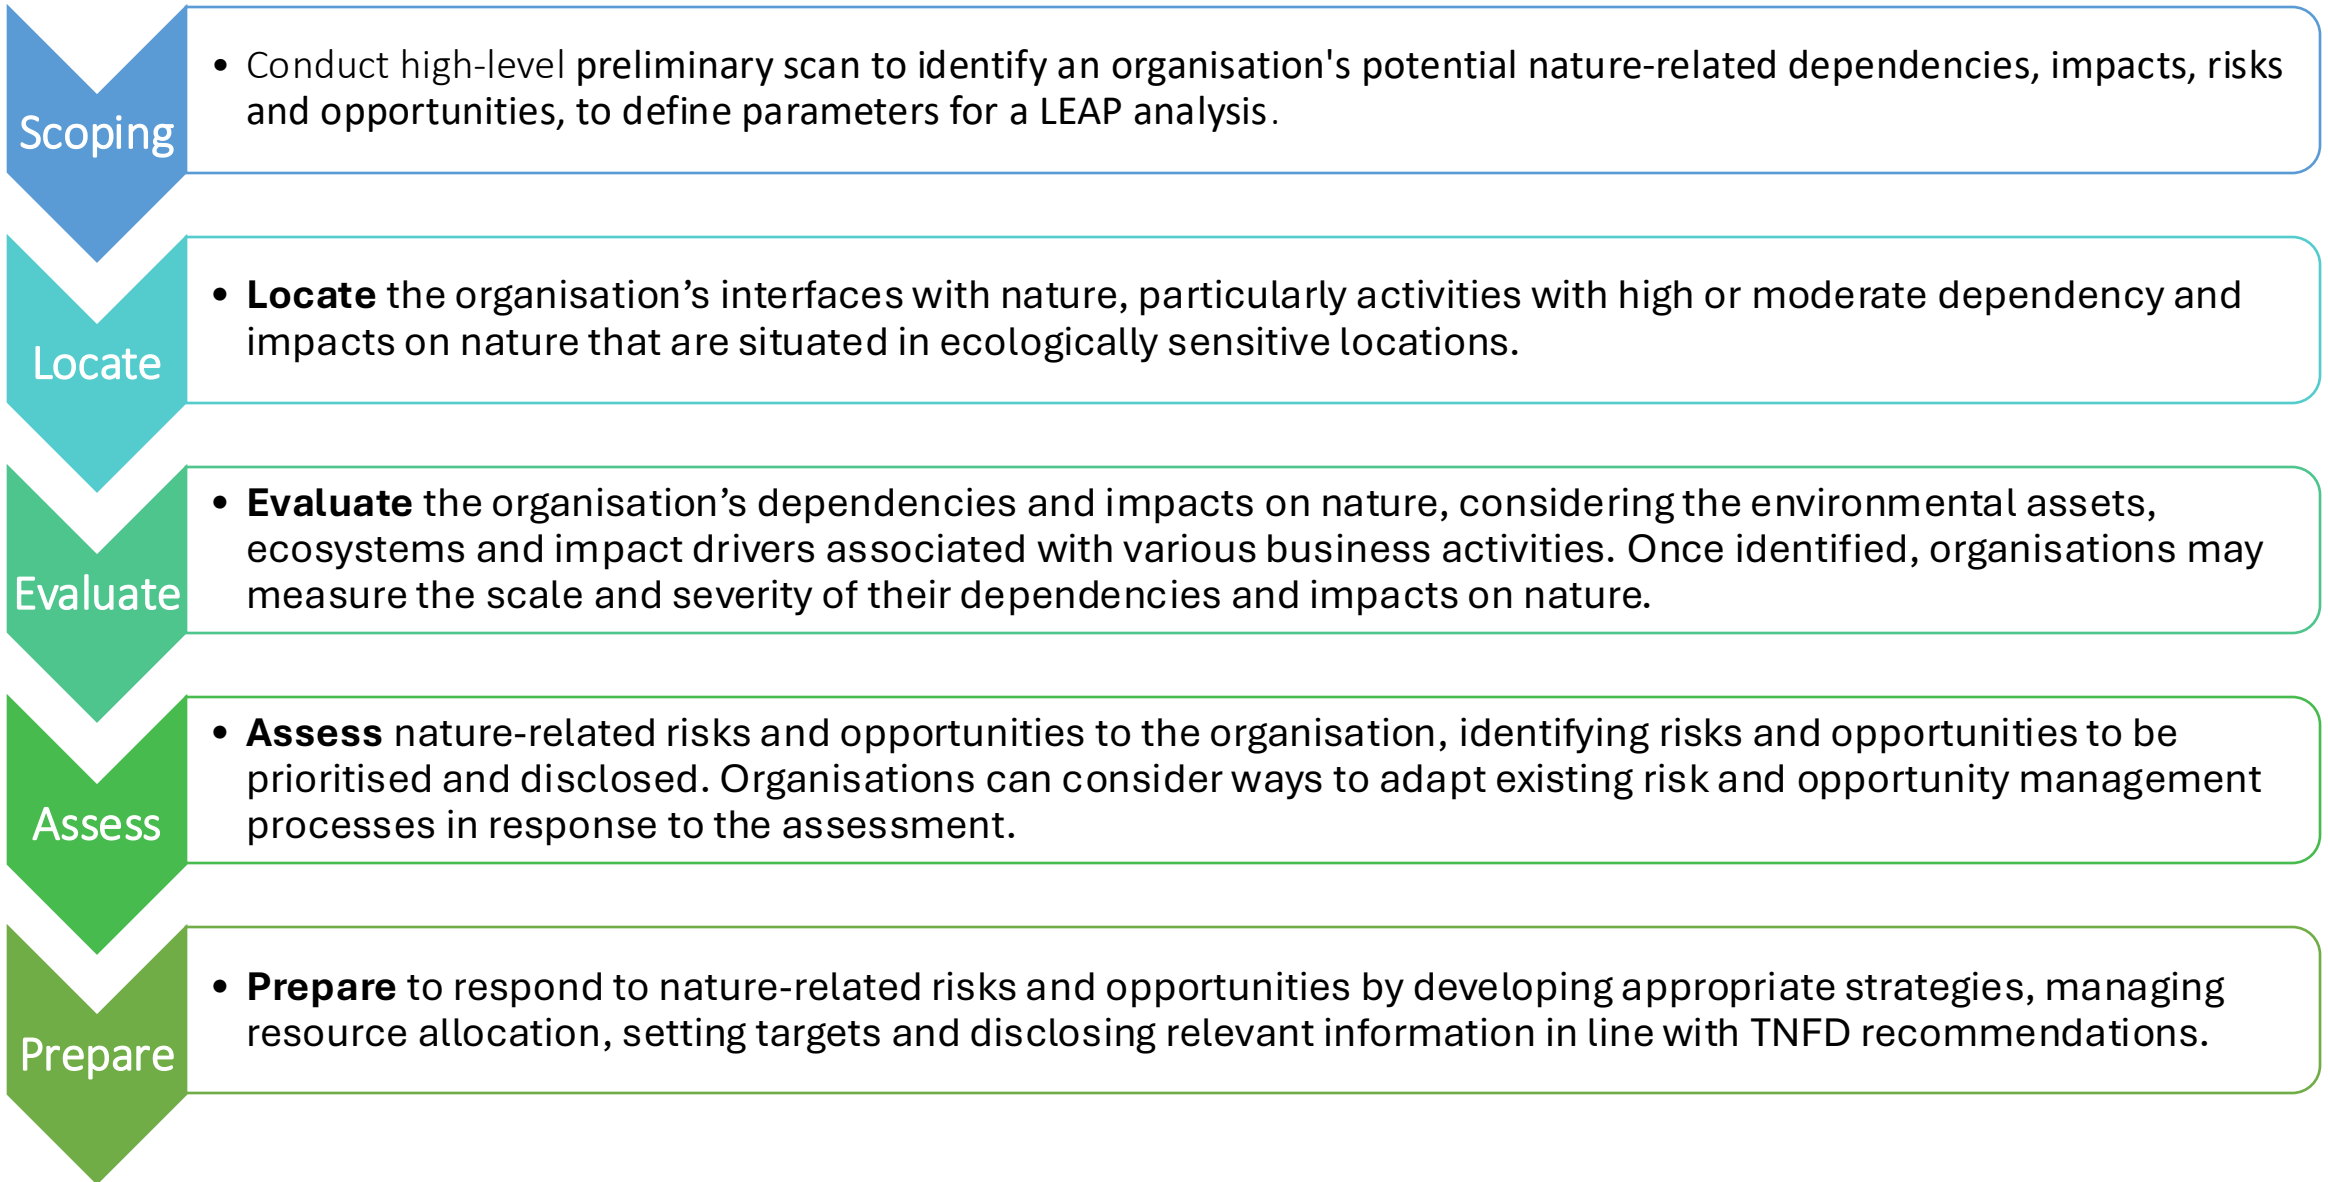 Scoping
• Conduct high-level preliminary scan to identify an organisation's potential nature-related dependencies, impacts, risks
and opportunities, to define parameters for a LEAP analysis.
Locate
• Locate the organisation’s interfaces with nature, particularly activities with high or moderate dependency and
impacts on nature that are situated in ecologically sensitive locations.
Evaluate
• Evaluate the organisation’s dependencies and impacts on nature, considering the environmental assets,
ecosystems and impact drivers associated with various business activities. Once identified, organisations may
measure the scale and severity of their dependencies and impacts on nature.
Assess
• Assess nature-related risks and opportunities to the organisation, identifying risks and opportunities to be
prioritised and disclosed. Organisations can consider ways to adapt existing risk and opportunity management
processes in response to the assessment.
Prepare
• Prepare to respond to nature-related risks and opportunities by developing appropriate strategies, managing
resource allocation, setting targets and disclosing relevant information in line with TNFD recommendations.